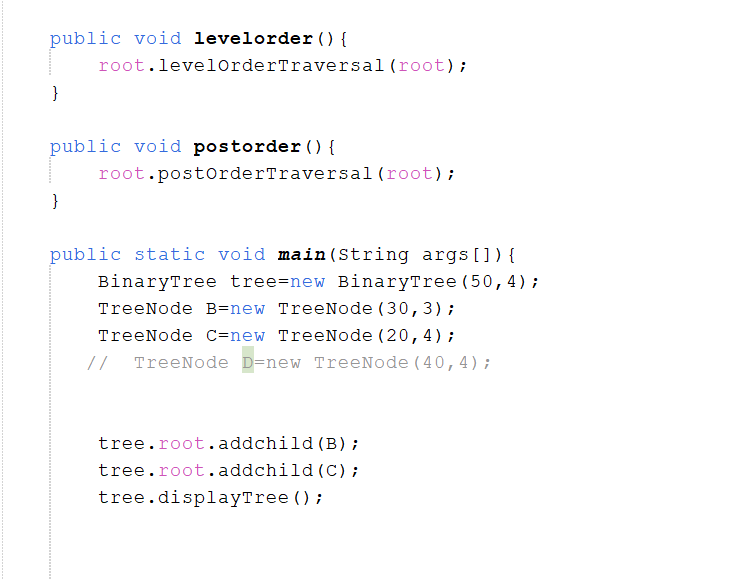 public void levelorder(){
root.levelOrderTraversal(root);
}
public void postorder(){
root.postOrderTraversal(root);
}
public static void main(String args[]){
BinaryTree tree=new BinaryTree(50,4);
TreeNode B=new TreeNode(30,3);
TreeNode C=new TreeNode(20,4);
//  TreeNode D=new TreeNode(40,4);
tree.root.addchild(B);
tree.root.addchild(C);
tree.displayTree();